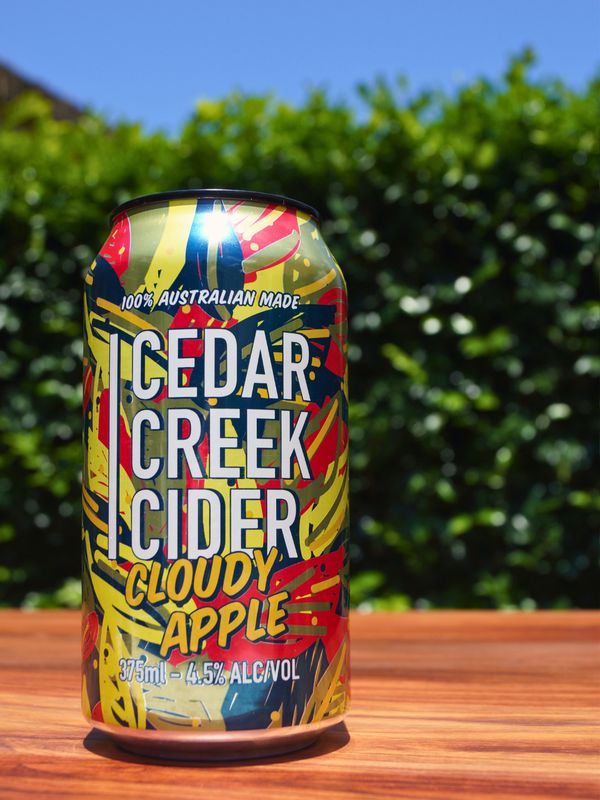 100% AUSTRALIAN MADE
CEDAR
CREEK
CIDER
CLOUDY
APPLE
375ml - 4.5% ALC/VOL